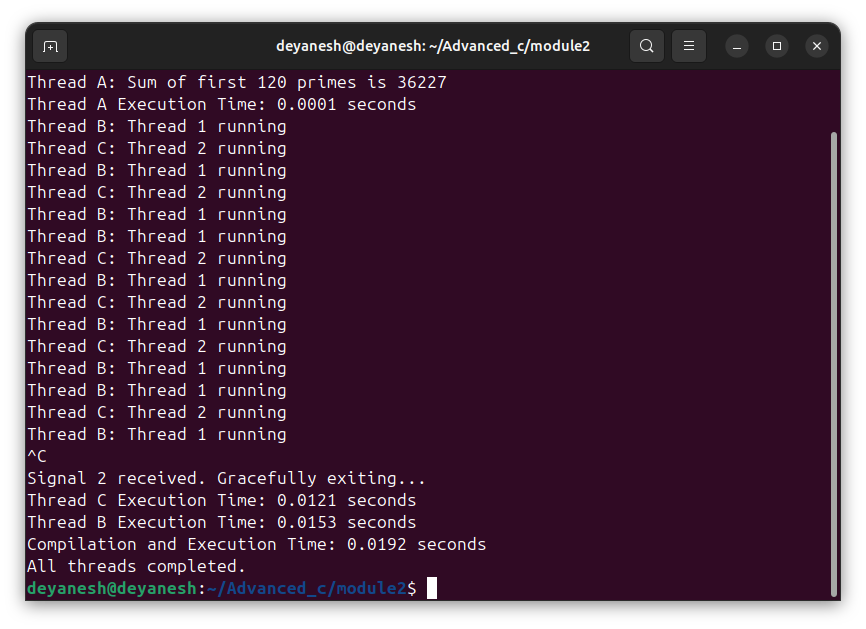 deyanesh@deyanesh: ~/Advanced_c/module2
Thread A: Sum of first 120 primes is 36227
Thread A Execution Time: 0.0001 seconds
Thread B: Thread 1 running
Thread C: Thread 2 running
Thread B: Thread 1 running
Thread C: Thread 2 running
Thread B: Thread 1 running
Thread B: Thread 1 running
Thread C: Thread 2 running
Thread B: Thread 1 running
Thread C: Thread 2 running
Thread B: Thread 1 running
Thread C: Thread 2 running
Thread B: Thread 1 running
Thread B: Thread 1 running
Thread C: Thread 2 running
Thread B: Thread 1 running
^C
Signal 2 received. Gracefully exiting...
Thread C Execution Time: 0.0121 seconds
Thread B Execution Time: 0.0153 seconds
Compilation and Execution Time: 0.0192 seconds
All threads completed.
deyanesh@deyanesh:~/Advanced_c/module2$